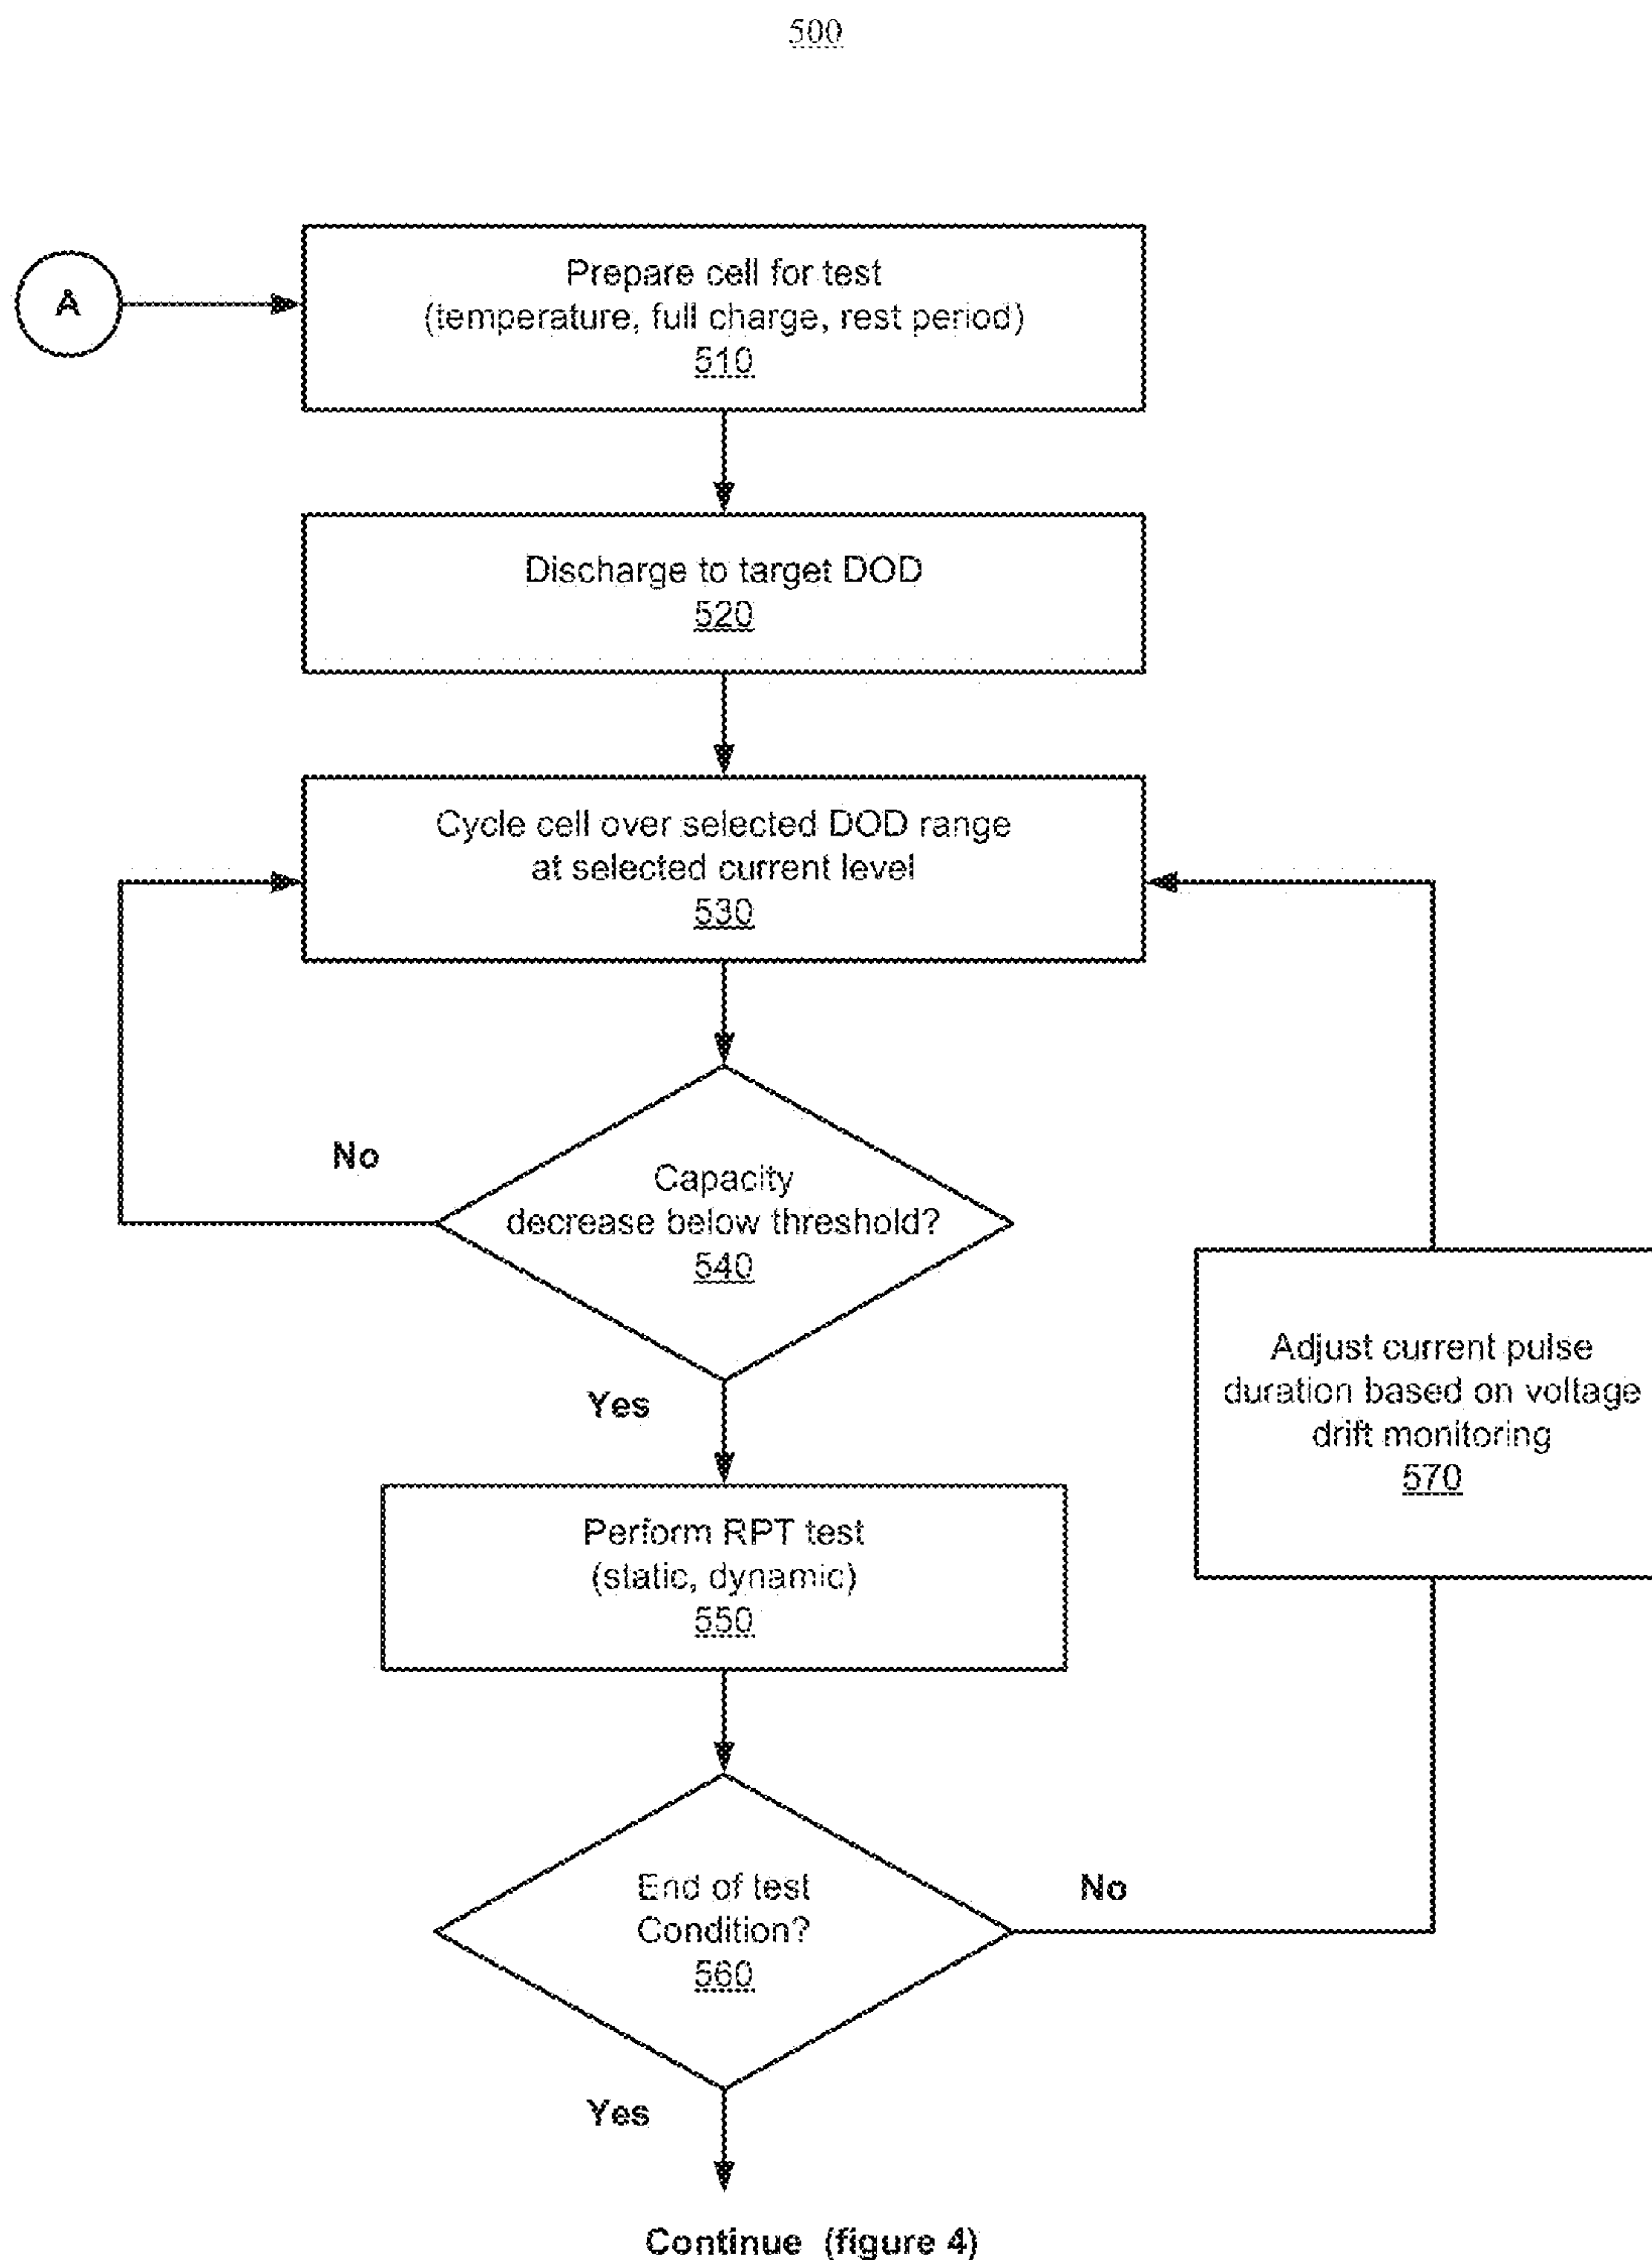 500
A
Prepare cell for test
(temperature, full charge, rest period)
510
Discharge to target DOD
520
Cycle cell over selected DOD range
at selected current level
530
No
Capacity
decrease below threshold?
540
Yes
Adjust current pulse
duration based on voltage
drift monitoring
570
Perform RPT test
(static, dynamic)
550
End of test
Condition?
560
No
Yes
Continue (figure 4)